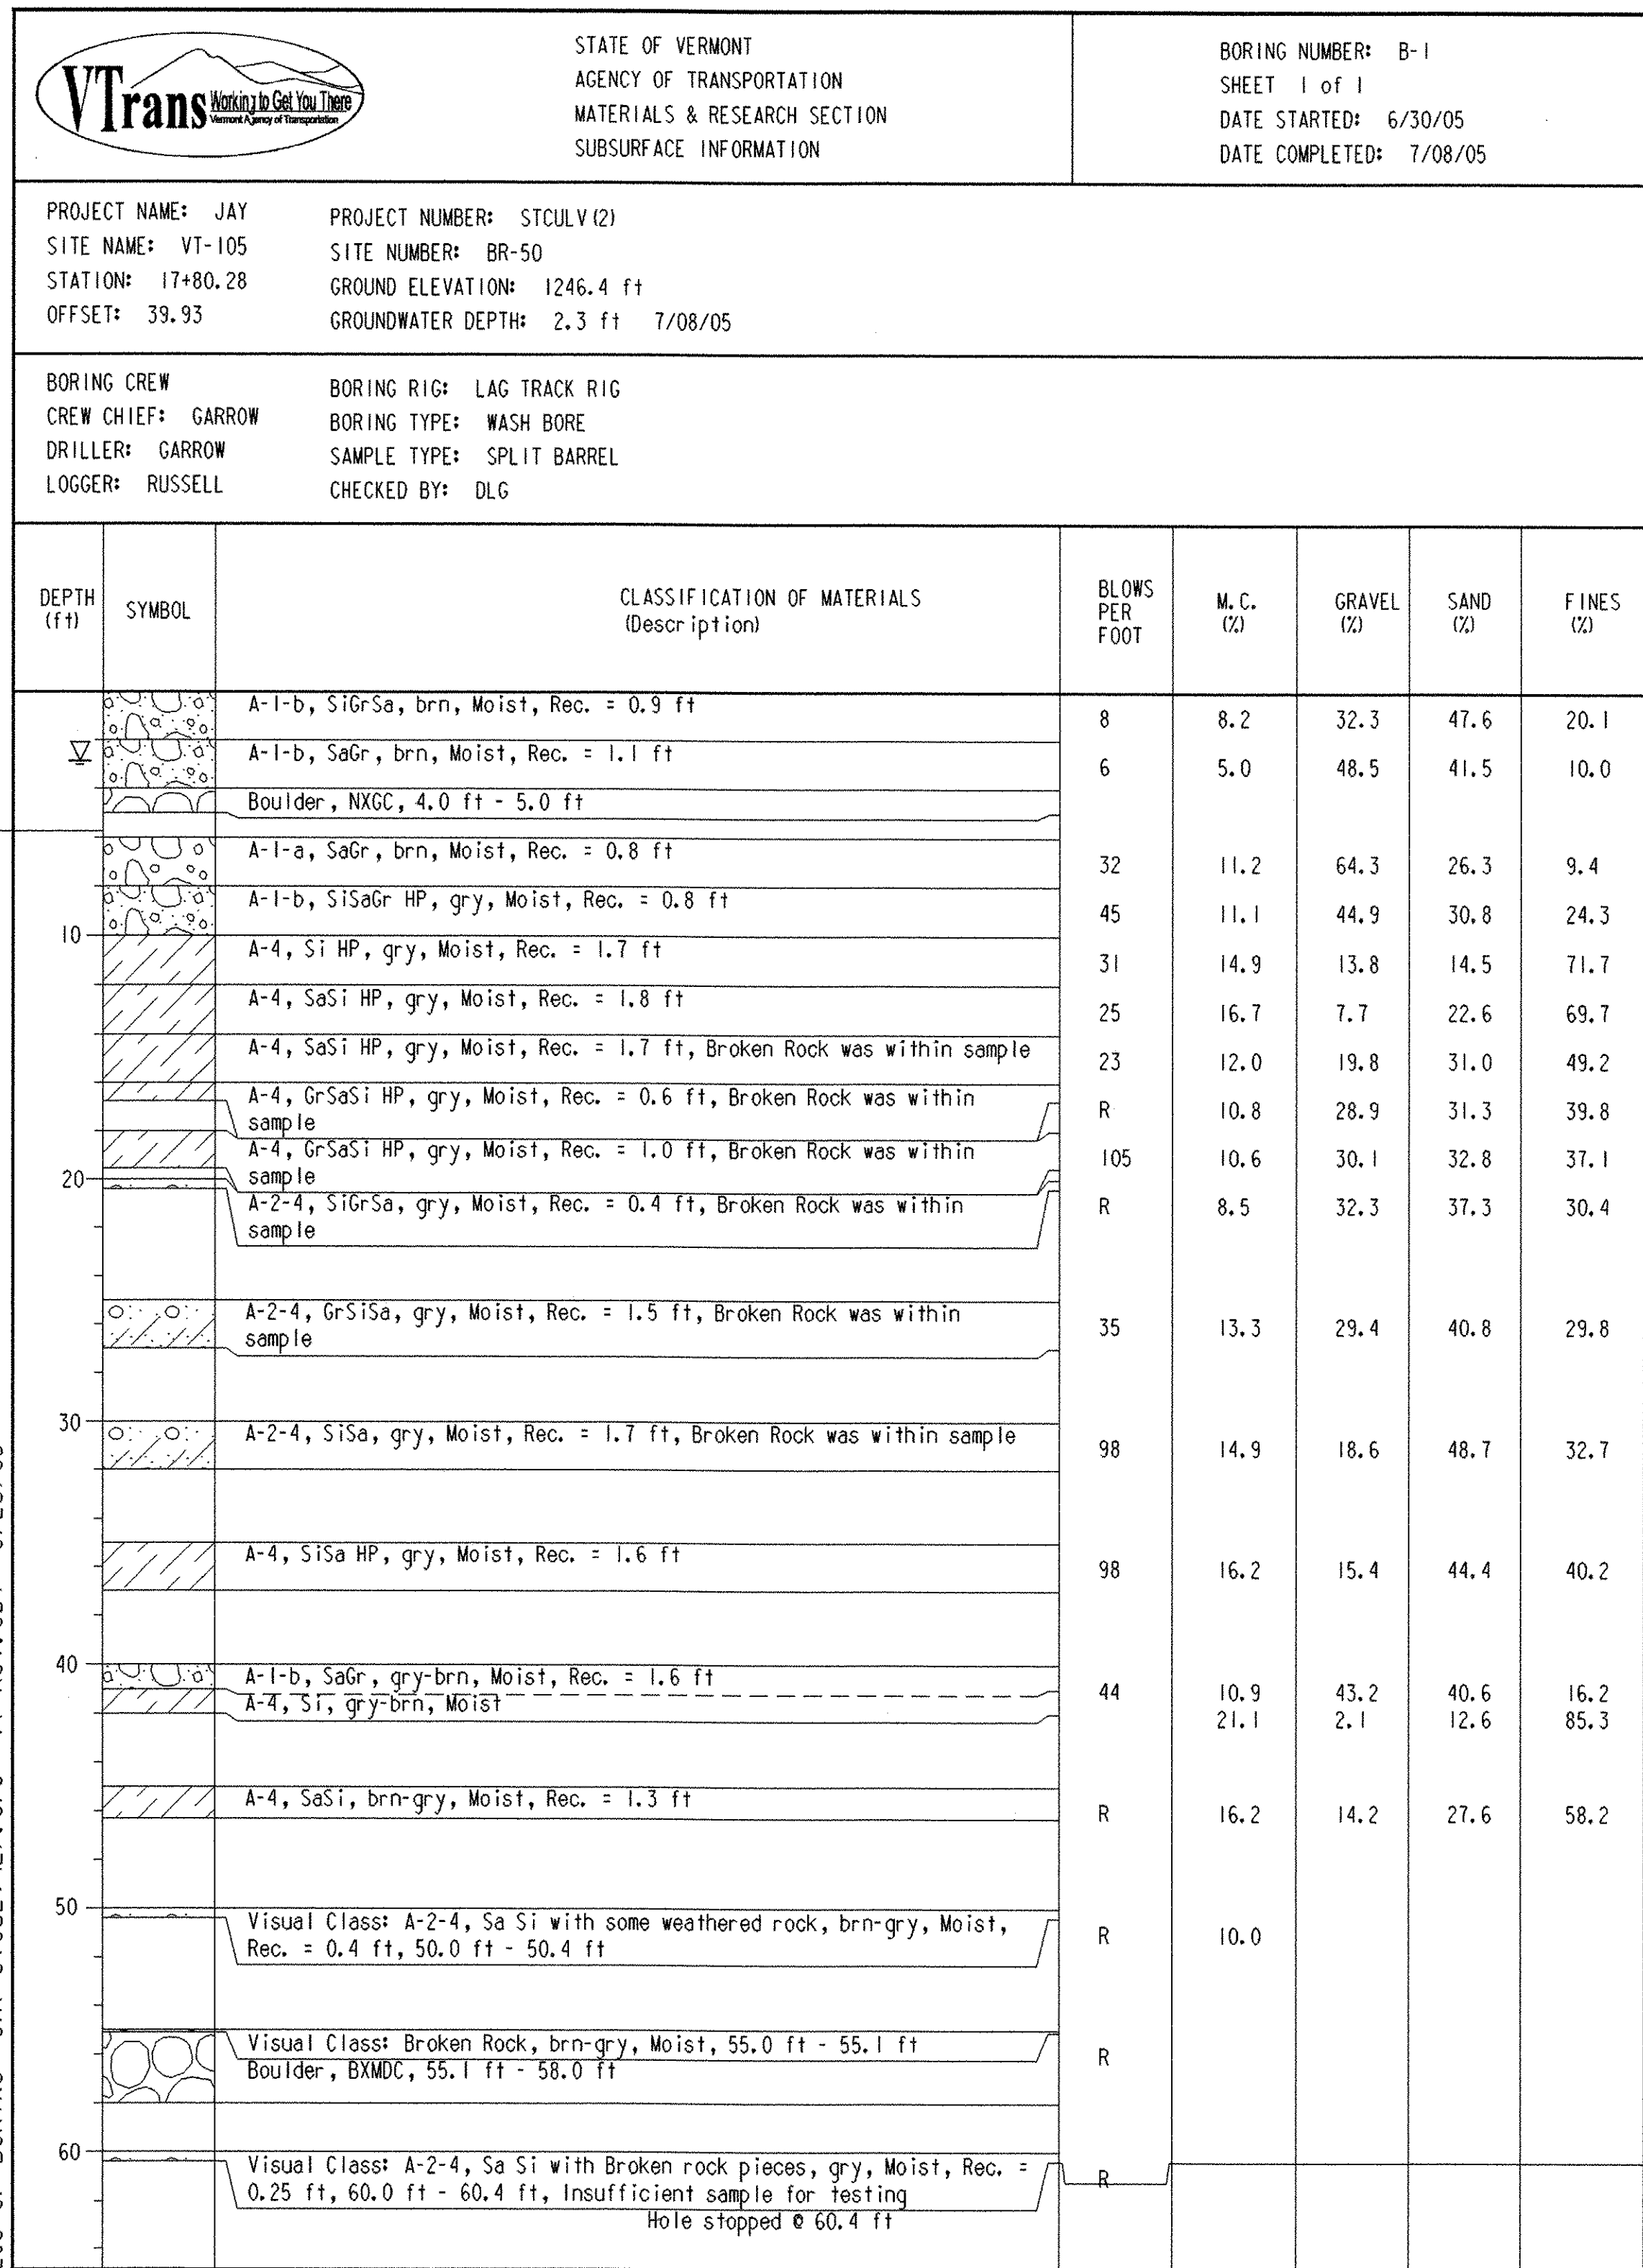 VTrans Working to Get You There
Vermont Agency of Transportation
STATE OF VERMONT
AGENCY OF TRANSPORTATION
MATERIALS & RESEARCH SECTION
SUBSURFACE INFORMATION
BORING NUMBER: B-1
SHEET 1 of 1
DATE STARTED: 6/30/05
DATE COMPLETED: 7/08/05
PROJECT NAME: JAY PROJECT NUMBER: STCULV(2)
SITE NAME: VT-105 SITE NUMBER: BR-50
STATION: 17+80.28 GROUND ELEVATION: 1246.4 ft
OFFSET: 39.93 GROUNDWATER DEPTH: 2.3 ft 7/08/05
BORING CREW BORING RIG: LAG TRACK RIG
CREW CHIEF: GARROW BORING TYPE: WASH BORE
DRILLER: GARROW SAMPLE TYPE: SPLIT BARREL
LOGGER: RUSSELL CHECKED BY: DLG
DEPTH (ft) SYMBOL CLASSIFICATION OF MATERIALS (Description) BLOWS PER FOOT M.C. (%) GRAVEL (%) SAND (%) FINES (%)
A-1-b, SiGrSa, brn, Moist, Rec. = 0.9 ft 8 8.2 32.3 47.6 20.1
A-1-b, SaGr, brn, Moist, Rec. = 1.1 ft 6 5.0 48.5 41.5 10.0
Boulder, NXGC, 4.0 ft - 5.0 ft
A-1-a, SaGr, brn, Moist, Rec. = 0.8 ft 32 11.2 64.3 26.3 9.4
A-1-b, SiSaGr HP, gry, Moist, Rec. = 0.8 ft 45 11.1 44.9 30.8 24.3
10 A-4, Si HP, gry, Moist, Rec. = 1.7 ft 31 14.9 13.8 14.5 71.7
A-4, SaSi HP, gry, Moist, Rec. = 1.8 ft 25 16.7 7.7 22.6 69.7
A-4, SaSi HP, gry, Moist, Rec. = 1.7 ft, Broken Rock was within sample 23 12.0 19.8 31.0 49.2
A-4, GrSaSi HP, gry, Moist, Rec. = 0.6 ft, Broken Rock was within R 10.8 28.9 31.3 39.8
sample
A-4, GrSaSi HP, gry, Moist, Rec. = 1.0 ft, Broken Rock was within 105 10.6 30.1 32.8 37.1
20 sample
A-2-4, SiGrSa, gry, Moist, Rec. = 0.4 ft, Broken Rock was within R 8.5 32.3 37.3 30.4
sample
A-2-4, GrSiSa, gry, Moist, Rec. = 1.5 ft, Broken Rock was within 35 13.3 29.4 40.8 29.8
sample
30 A-2-4, SiSa, gry, Moist, Rec. = 1.7 ft, Broken Rock was within sample 98 14.9 18.6 48.7 32.7
A-4, SiSa HP, gry, Moist, Rec. = 1.6 ft 98 16.2 15.4 44.4 40.2
40 A-1-b, SaGr, gry-brn, Moist, Rec. = 1.6 ft 44 10.9 43.2 40.6 16.2
A-4, Si, gry-brn, Moist 21.1 2.1 12.6 85.3
A-4, SaSi, brn-gry, Moist, Rec. = 1.3 ft R 16.2 14.2 27.6 58.2
50 Visual Class: A-2-4, Sa Si with some weathered rock, brn-gry, Moist, R 10.0
Rec. = 0.4 ft, 50.0 ft - 50.4 ft
Visual Class: Broken Rock, brn-gry, Moist, 55.0 ft - 55.1 ft R
Boulder, BXMDC, 55.1 ft - 58.0 ft
60 Visual Class: A-2-4, Sa Si with Broken rock pieces, gry, Moist, Rec. = R
0.25 ft, 60.0 ft - 60.4 ft, Insufficient sample for testing
Hole stopped @ 60.4 ft